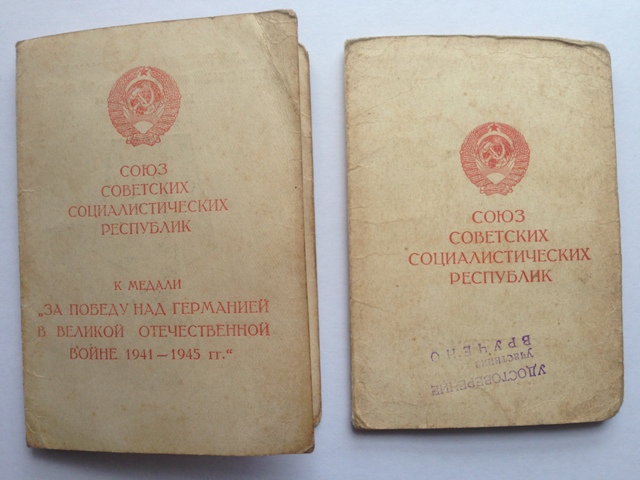 СОЮЗ
СОВЕТСКИХ
СОЦИАЛИСТИЧЕСКИХ
РЕСПУБЛИК
К МЕДАЛИ
„ЗА ПОБЕДУ НАД ГЕРМАНИЕЙ
В ВЕЛИКОЙ ОТЕЧЕСТВЕННОЙ
ВОЙНЕ 1941—1945 гг.“
СОЮЗ
СОВЕТСКИХ
СОЦИАЛИСТИЧЕСКИХ
РЕСПУБЛИК
УДОСТОВЕРЕНИЕ
участника
ВРУЧЕНО